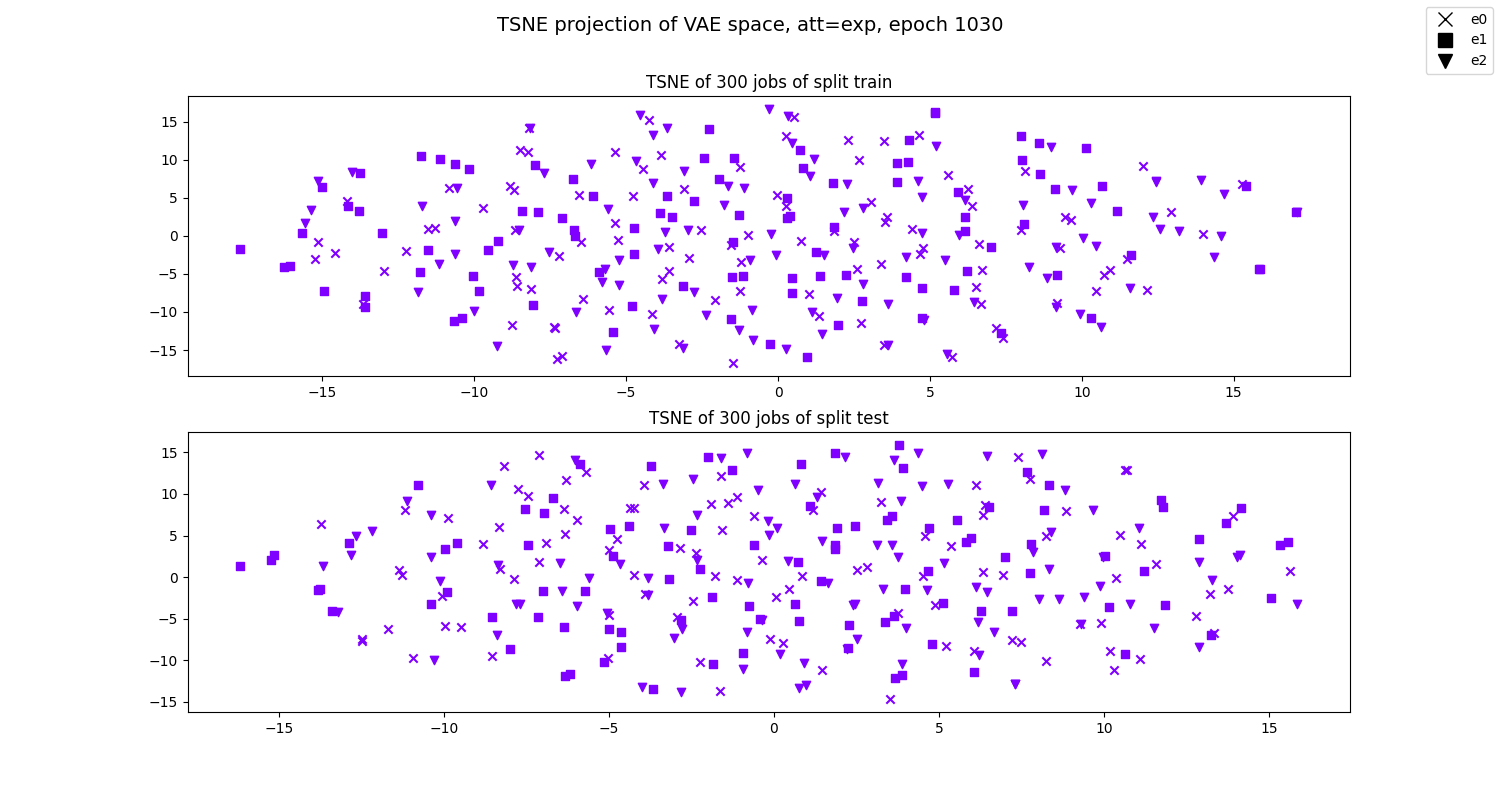 TSNE projection of VAE space, att=exp, epoch 1030
e0
e1
e2
TSNE of 300 jobs of split train
15
10
5
0
−5
−10
−15
−15 −10 −5 0 5 10 15
TSNE of 300 jobs of split test
15
10
5
0
−5
−10
−15
−15 −10 −5 0 5 10 15